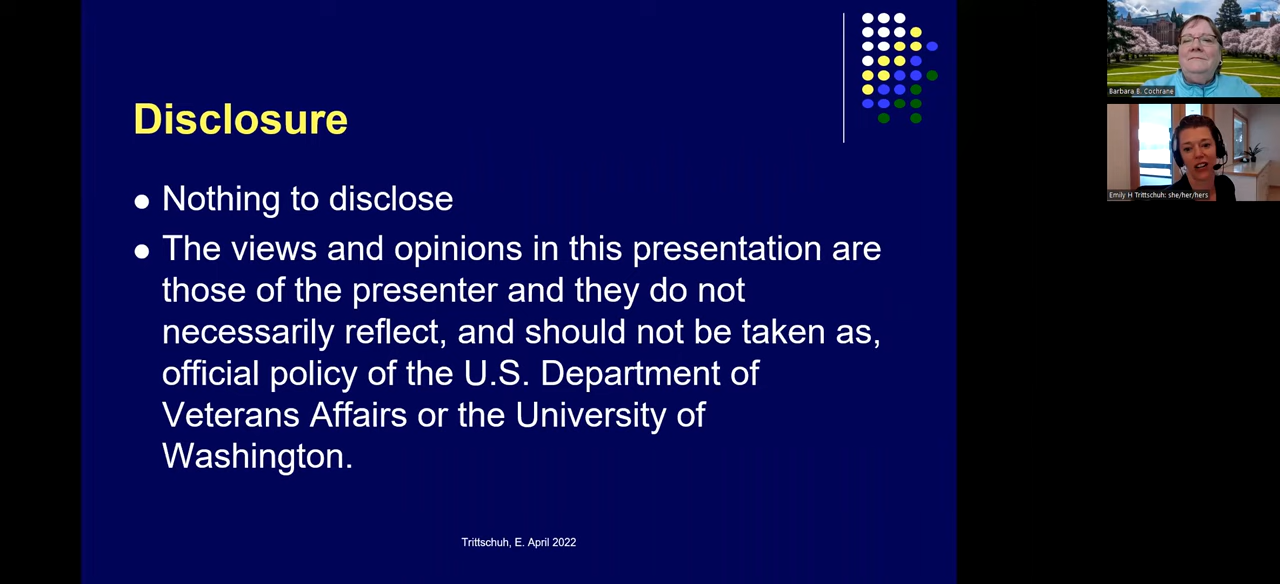 Disclosure
Nothing to disclose
The views and opinions in this presentation are
those of the presenter and they do not
necessarily reflect, and should not be taken as,
official policy of the U.S. Department of
Veterans Affairs or the University of
Washington.
Trittschuh, E. April 2022
Barbara B. Cochrane
Emily H Trittschuh: she/her/hers